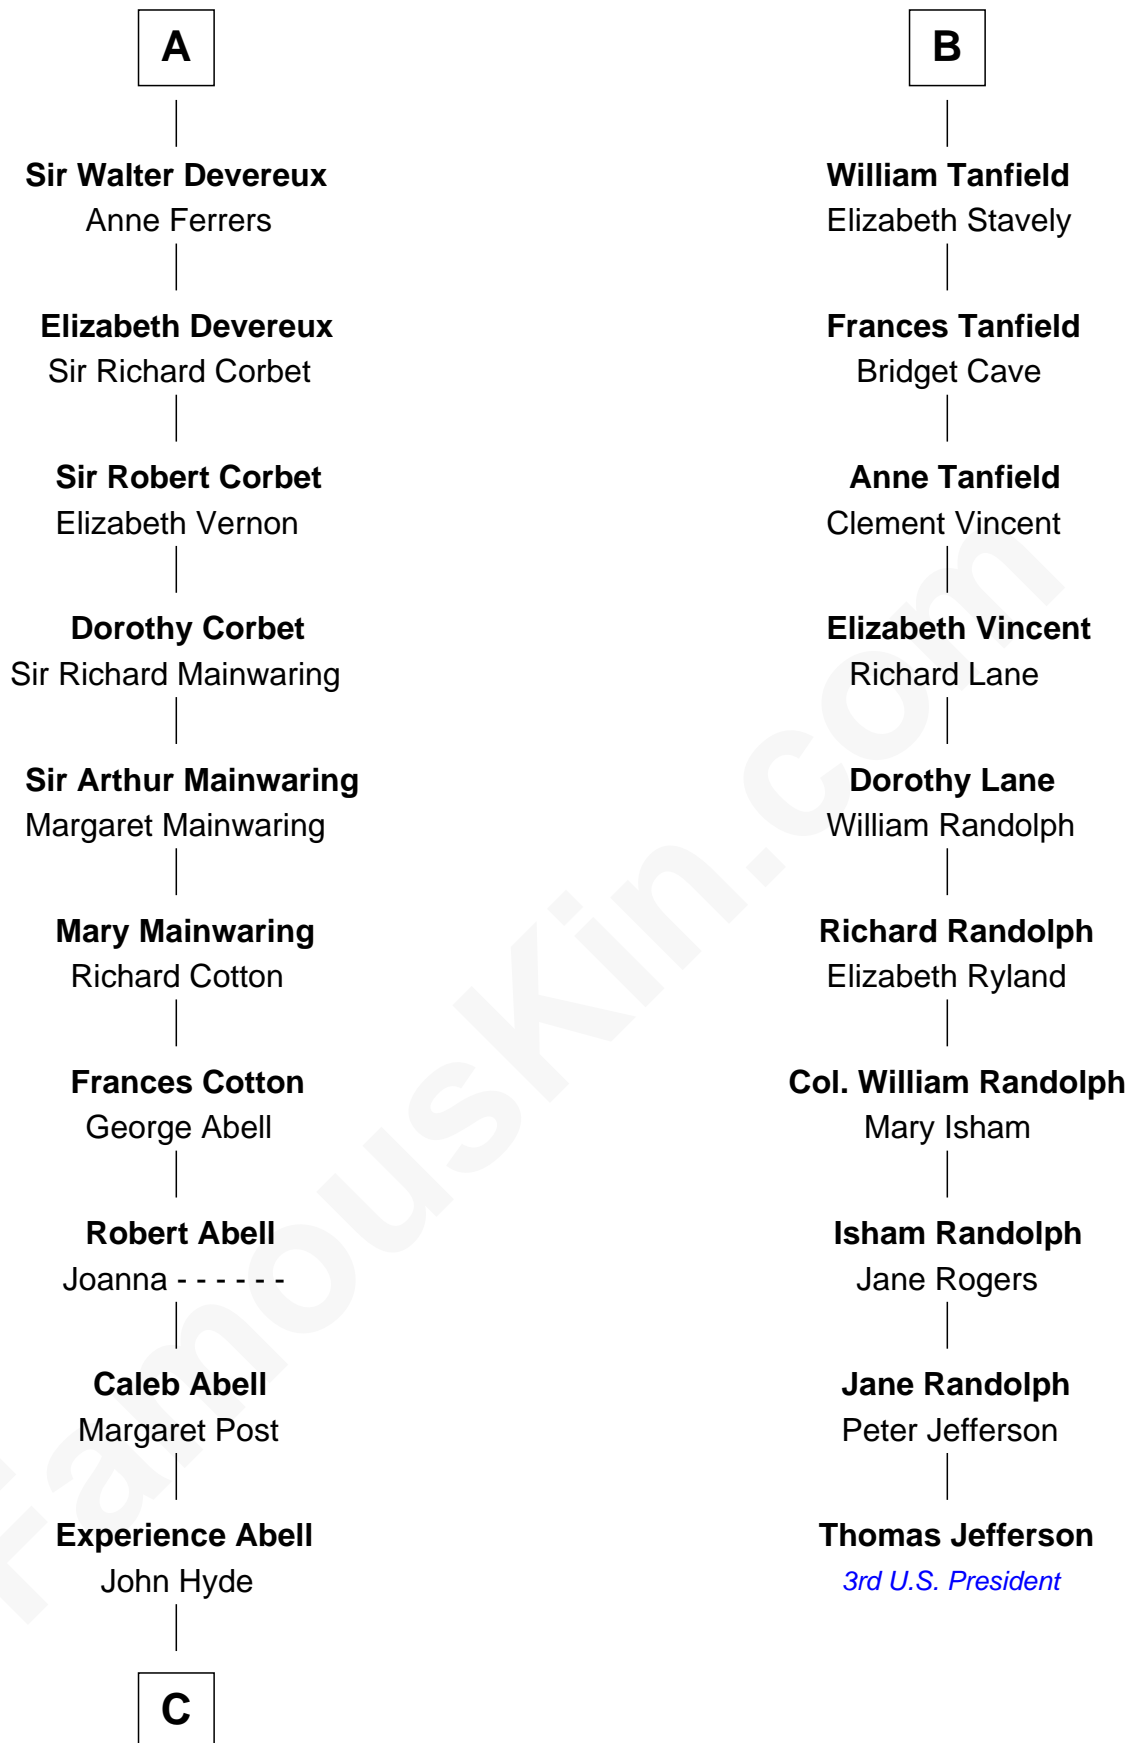 A
Sir Walter Devereux
Anne Ferrers
Elizabeth Devereux
Sir Richard Corbet
Sir Robert Corbet
Elizabeth Vernon
Dorothy Corbet
Sir Richard Mainwaring
Sir Arthur Mainwaring
Margaret Mainwaring
Mary Mainwaring
Richard Cotton
Frances Cotton
George Abell
Robert Abell
Joanna - - - - - -
Caleb Abell
Margaret Post
Experience Abell
John Hyde
C
B
William Tanfield
Elizabeth Stavely
Frances Tanfield
Bridget Cave
Anne Tanfield
Clement Vincent
Elizabeth Vincent
Richard Lane
Dorothy Lane
William Randolph
Richard Randolph
Elizabeth Ryland
Col. William Randolph
Mary Isham
Isham Randolph
Jane Rogers
Jane Randolph
Peter Jefferson
Thomas Jefferson
3rd U.S. President
FamousKin.com